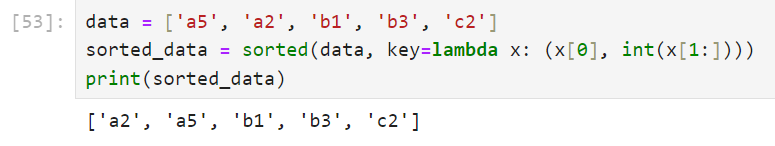 [53]: data = ['a5', 'a2', 'b1', 'b3', 'c2']
sorted_data = sorted(data, key=lambda x: (x[0], int(x[1:])))
print(sorted_data)
['a2', 'a5', 'b1', 'b3', 'c2']